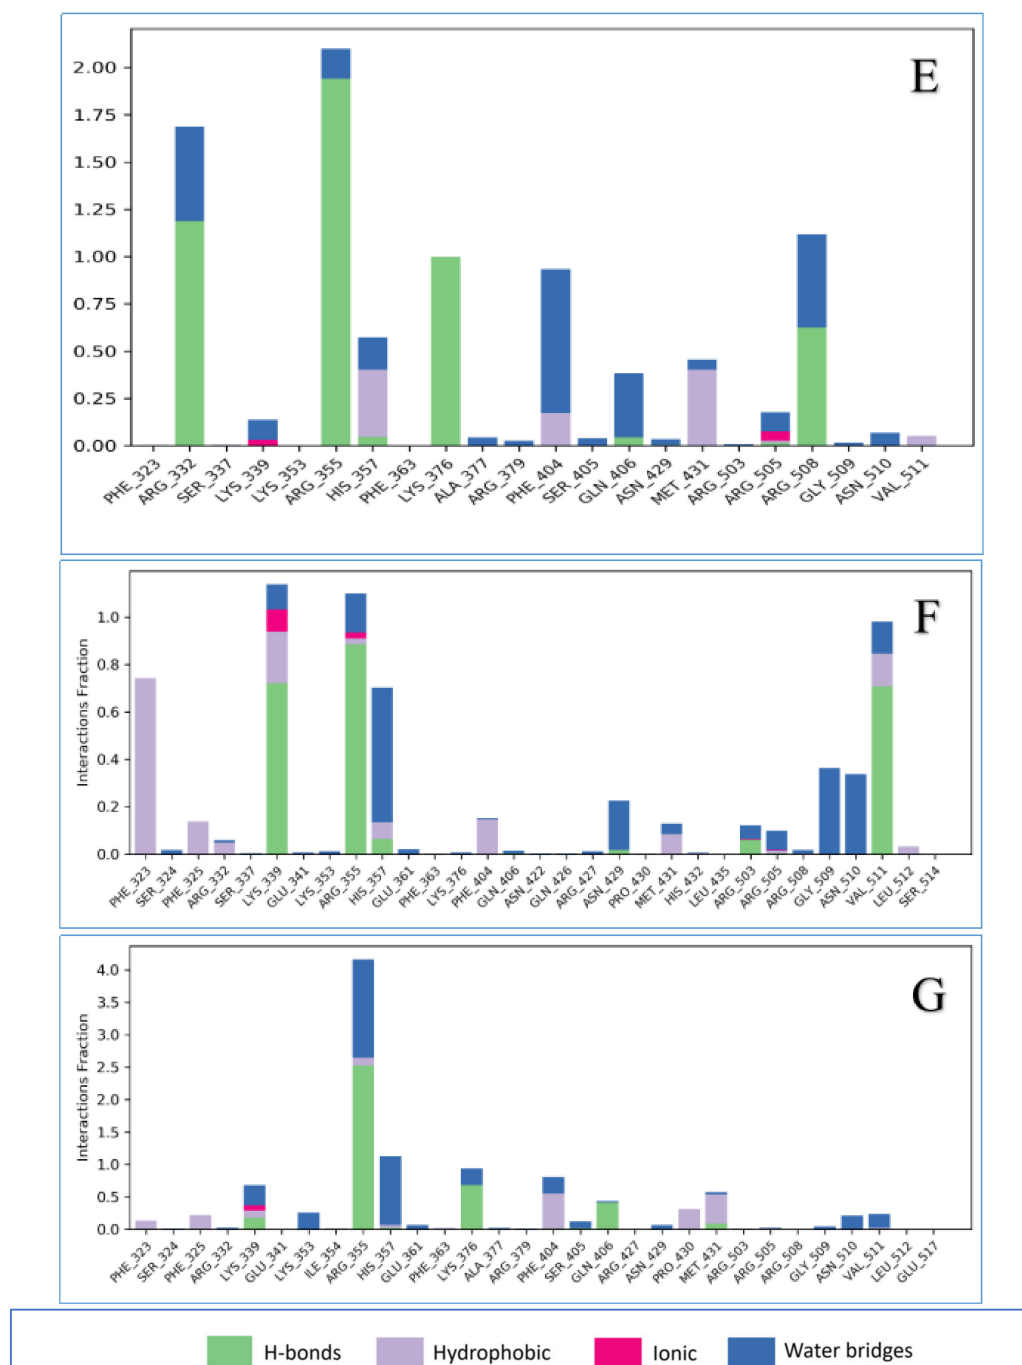 E
2.00
1.75
1.50
1.25
1.00
0.75
0.50
0.25
0.00
PHE_323 ARG_332 SER_337 LYS_339 LYS_353 ARG_355 HIS_357 PHE_363 LYS_376 ALA_377 ARG_379 PHE_404 SER_405 GLN_406 ASN_429 MET_431 ARG_503 ARG_505 ARG_508 GLY_509 ASN_510 VAL_511
F
Interactions Fraction
1.0
0.8
0.6
0.4
0.2
0.0
PHE_323 SER_324 PHE_325 ARG_332 SER_337 LYS_339 GLU_341 LYS_353 ARG_355 HIS_357 GLU_361 PHE_363 LYS_376 PHE_404 GLN_406 ASN_422 GLN_426 ARG_427 ASN_429 PRO_430 MET_431 HIS_432 LEU_435 ARG_503 ARG_505 ARG_508 GLY_509 ASN_510 VAL_511 LEU_512 SER_514
G
Interactions Fraction
4.0
3.5
3.0
2.5
2.0
1.5
1.0
0.5
0.0
PHE_323 SER_324 PHE_325 ARG_332 LYS_339 GLU_341 LYS_353 ILE_354 ARG_355 HIS_357 GLU_361 PHE_363 LYS_376 ALA_377 ARG_379 PHE_404 SER_405 GLN_406 ARG_427 ASN_429 PRO_430 MET_431 ARG_503 ARG_505 ARG_508 GLY_509 ASN_510 VAL_511 LEU_512 GLU_517
H-bonds Hydrophobic Ionic Water bridges